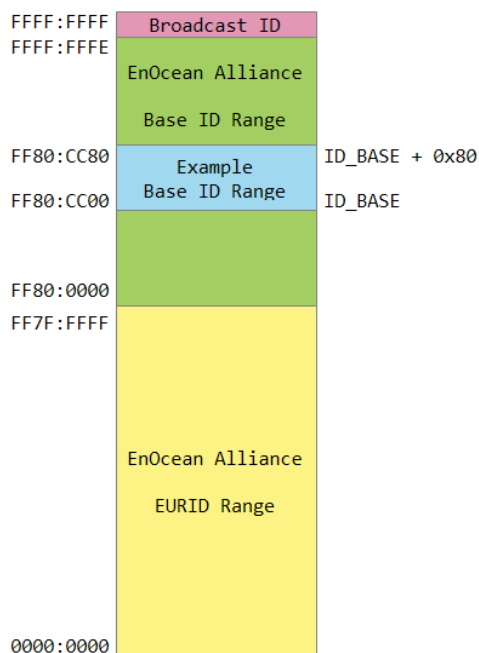 FFFF:FFFF Broadcast ID
FFFF:FFFE
EnOcean Alliance
Base ID Range
FF80:CC80 Example ID_BASE + 0x80
Base ID Range
FF80:CC00 ID_BASE
FF80:0000
FF7F:FFFF
EnOcean Alliance
EURID Range
0000:0000